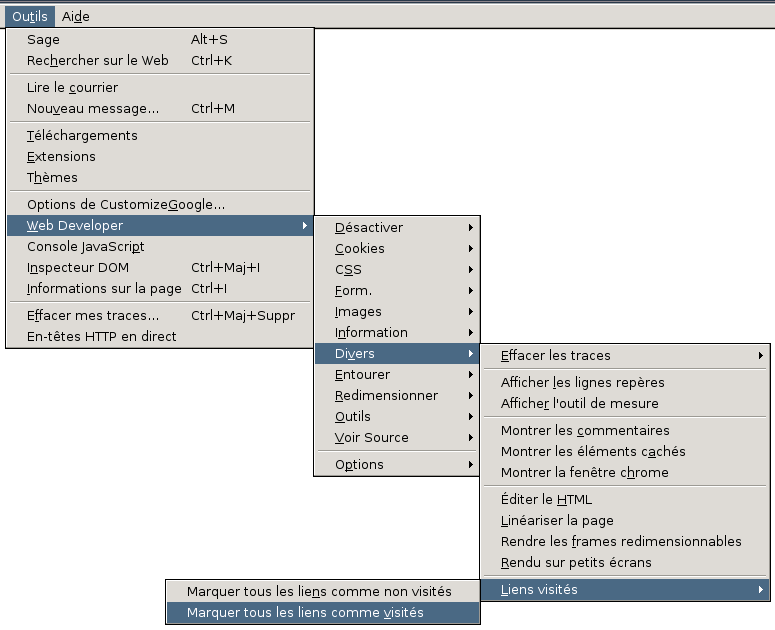 Outils Aide
Sage Alt+S
Rechercher sur le Web Ctrl+K
Lire le courrier
Nouveau message... Ctrl+M
Téléchargements
Extensions
Thèmes
Options de CustomizeGoogle...
Web Developer
Console JavaScript
Inspecteur DOM Ctrl+Maj+I
Informations sur la page Ctrl+I
Effacer mes traces... Ctrl+Maj+Suppr
En-têtes HTTP en direct
Désactiver
Cookies
CSS
Form.
Images
Information
Divers
Entourer
Redimensionner
Outils
Voir Source
Options
Effacer les traces
Afficher les lignes repères
Afficher l'outil de mesure
Montrer les commentaires
Montrer les éléments cachés
Montrer la fenêtre chrome
Éditer le HTML
Linéariser la page
Rendre les frames redimensionnables
Rendu sur petits écrans
Liens visités
Marquer tous les liens comme non visités
Marquer tous les liens comme visités